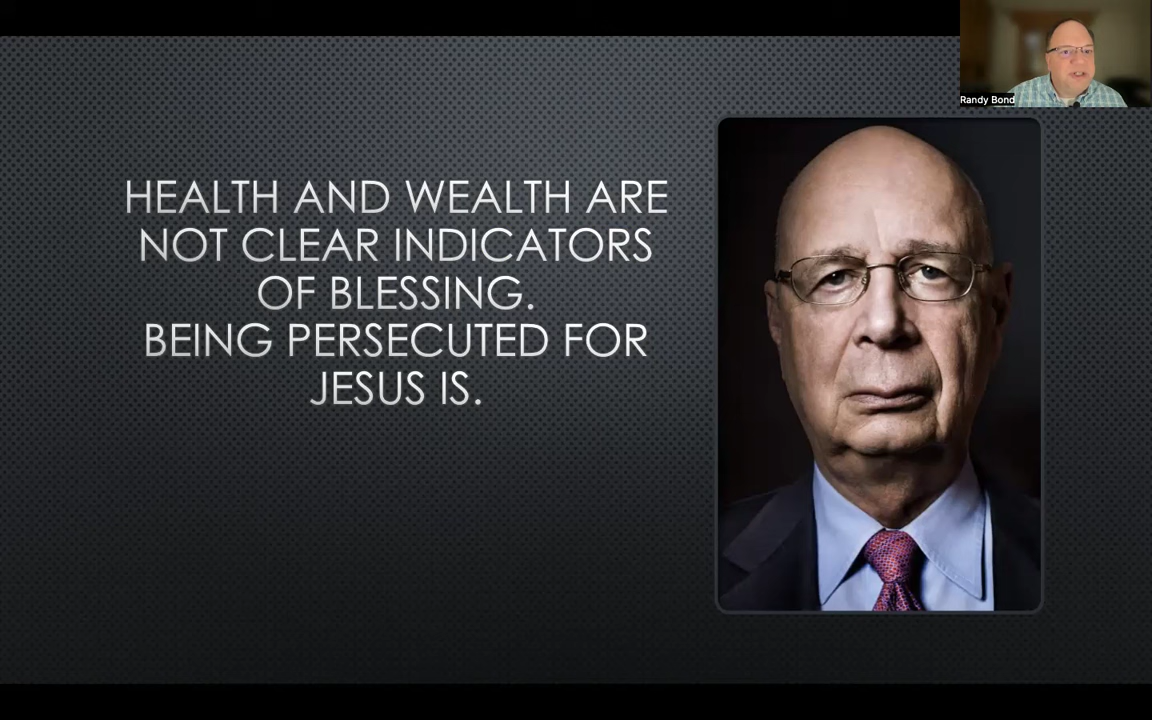 Randy Bond
HEALTH AND WEALTH ARE
NOT CLEAR INDICATORS
OF BLESSING.
BEING PERSECUTED FOR
JESUS IS.